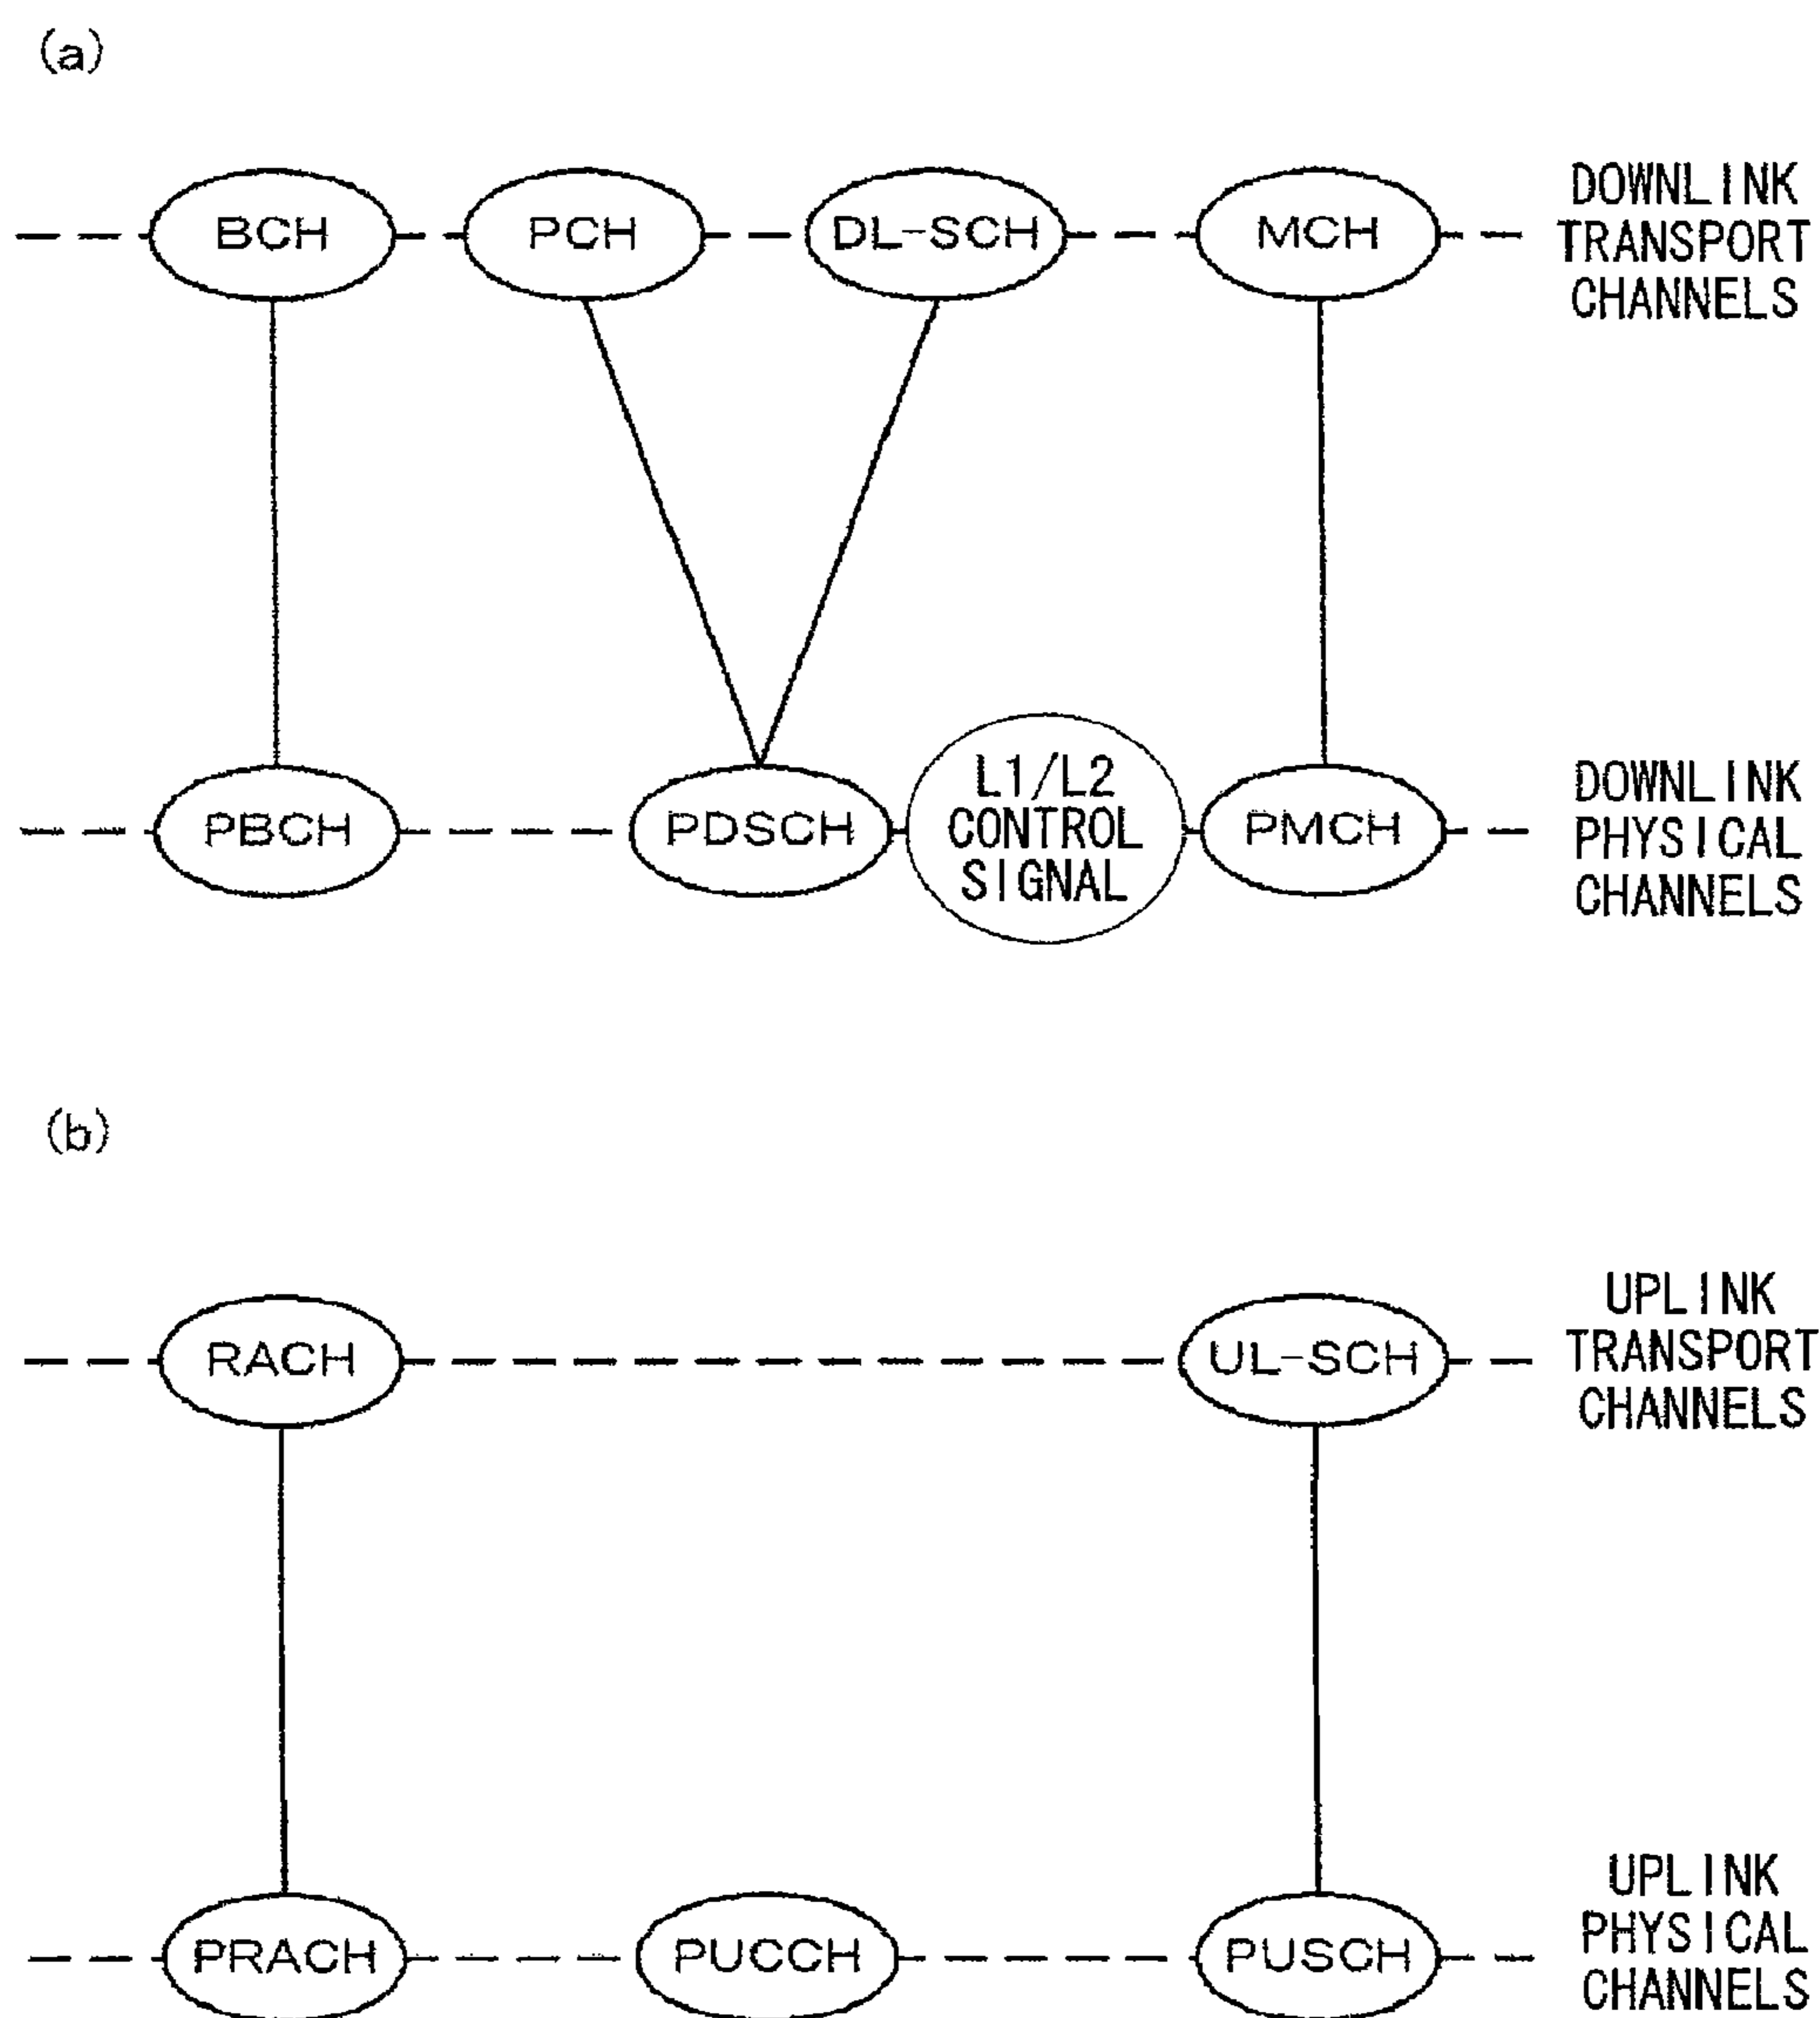 (a)
BCH
PCH
DL-SCH
MCH
DOWNLINK
TRANSPORT
CHANNELS
PBCH
PDSCH
L1/L2
CONTROL
SIGNAL
PMCH
DOWNLINK
PHYSICAL
CHANNELS
(b)
RACH
UL-SCH
UPLINK
TRANSPORT
CHANNELS
PRACH
PUCCH
PUSCH
UPLINK
PHYSICAL
CHANNELS